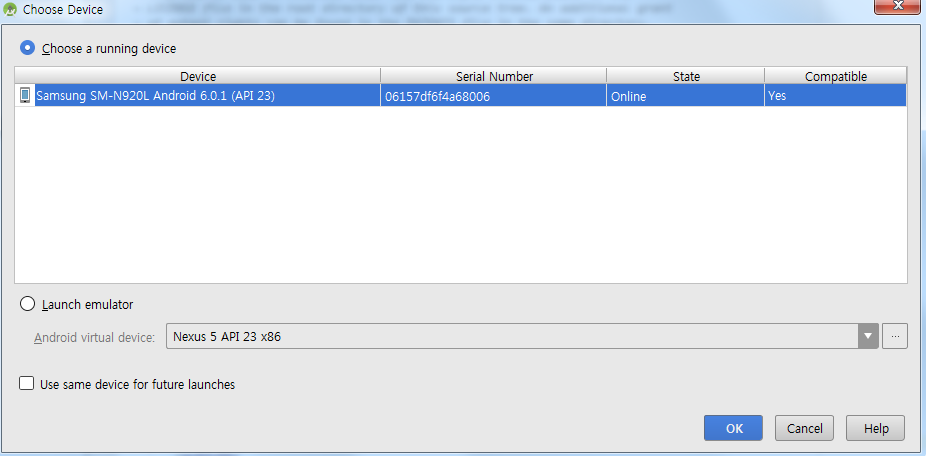 Choose Device
Choose a running device
Device Serial Number State Compatible
Samsung SM-N920L Android 6.0.1 (API 23) 06157df6f4a68006 Online Yes
Launch emulator
Android virtual device: Nexus 5 API 23 x86 ...
Use same device for future launches
OK Cancel Help